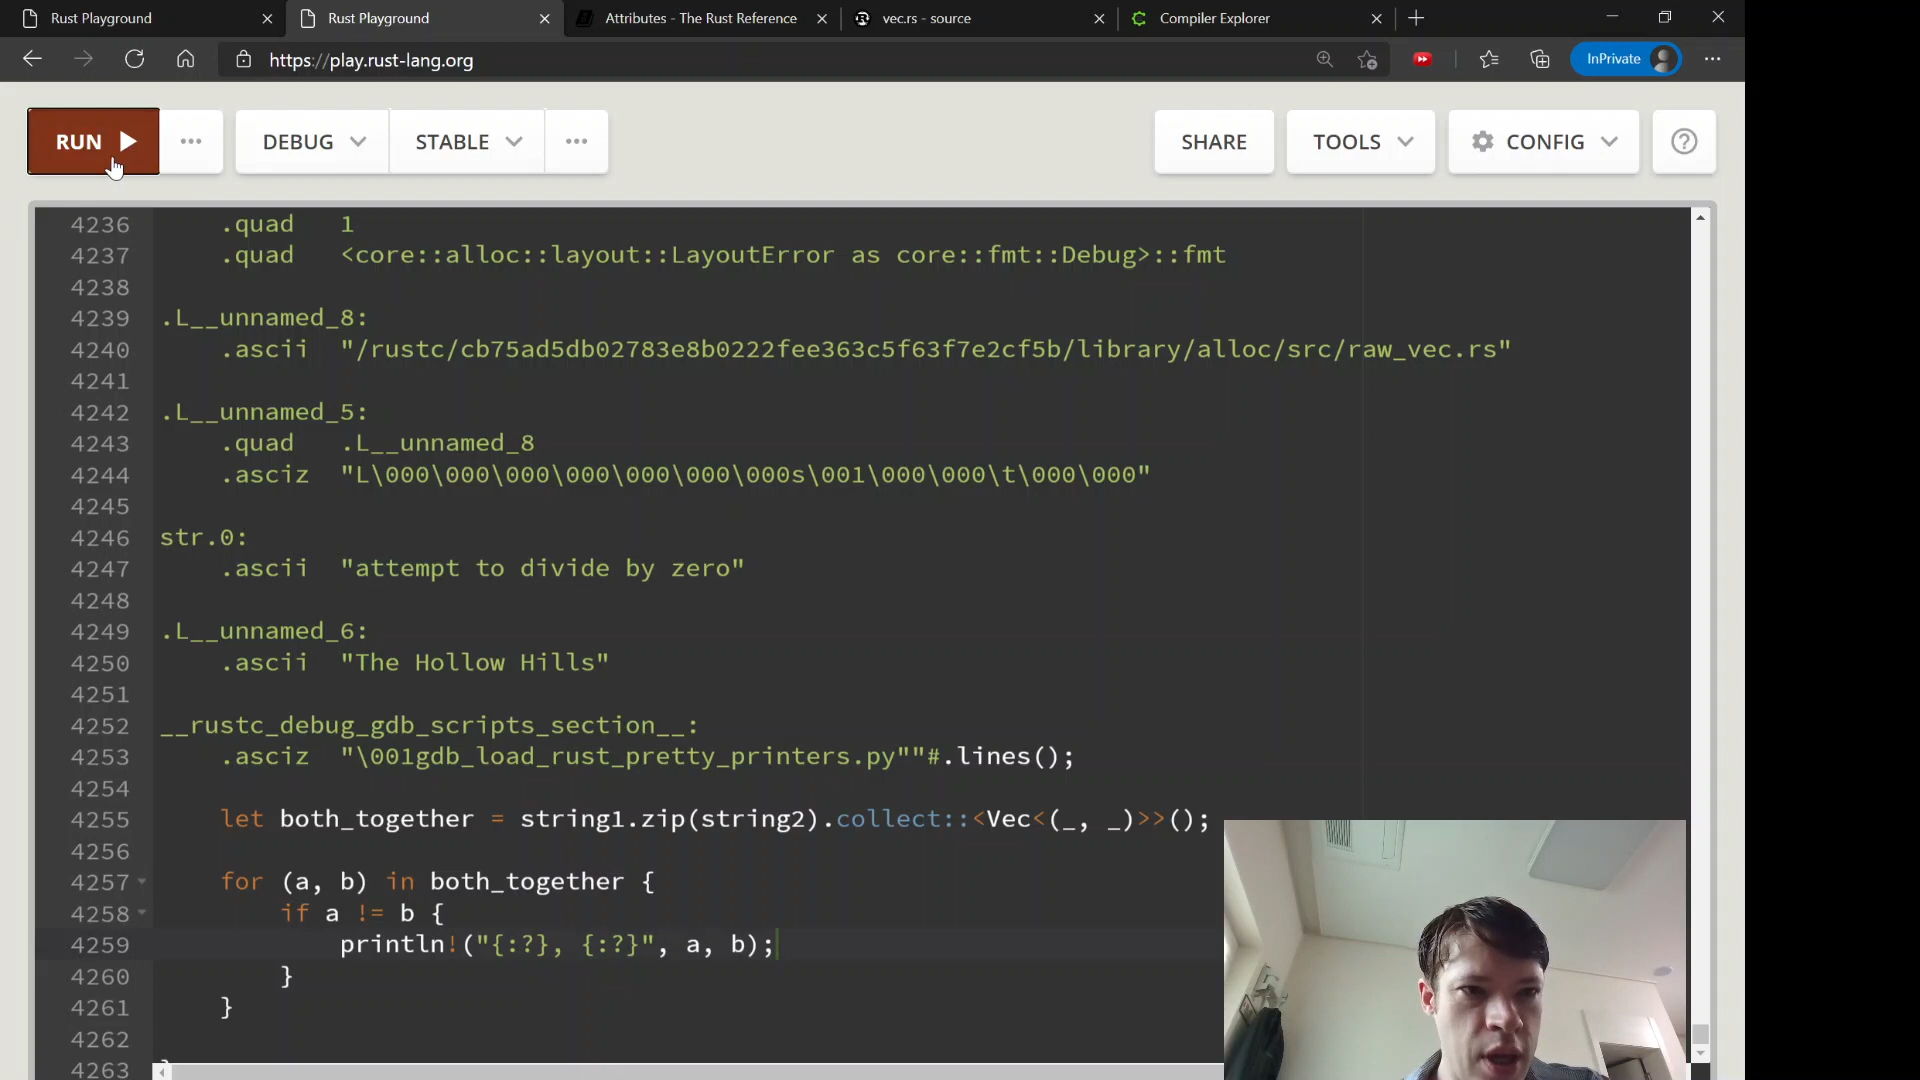 Rust Playground
Rust Playground
Attributes - The Rust Reference
vec.rs - source
Compiler Explorer
https://play.rust-lang.org
InPrivate
RUN
DEBUG
STABLE
SHARE
TOOLS
CONFIG
4236 .quad 1
4237 .quad <core::alloc::layout::LayoutError as core::fmt::Debug>::fmt
4238
4239 .L__unnamed_8:
4240 .ascii "/rustc/cb75ad5db02783e8b0222fee363c5f63f7e2cf5b/library/alloc/src/raw_vec.rs"
4241
4242 .L__unnamed_5:
4243 .quad .L__unnamed_8
4244 .asciz "L\000\000\000\000\000\000\000s\001\000\000\t\000\000"
4245
4246 str.0:
4247 .ascii "attempt to divide by zero"
4248
4249 .L__unnamed_6:
4250 .ascii "The Hollow Hills"
4251
4252 __rustc_debug_gdb_scripts_section__:
4253 .asciz "\001gdb_load_rust_pretty_printers.py""#.lines();
4254
4255 let both_together = string1.zip(string2).collect::<Vec<(_, _)>>();
4256
4257 for (a, b) in both_together {
4258 if a != b {
4259 println!("{:?}, {:?}", a, b);
4260 }
4261 }
4262
4263 }